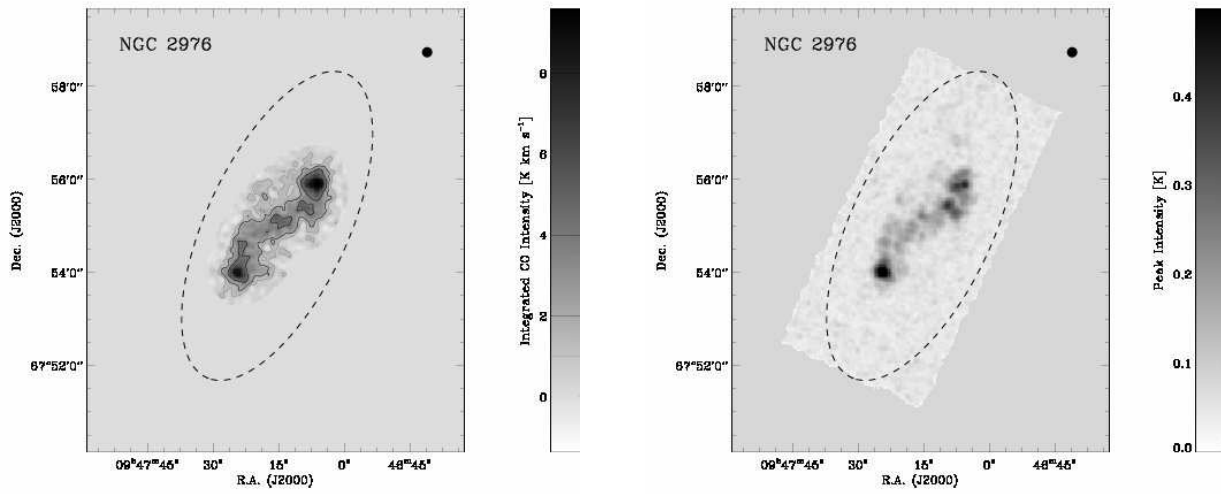 NGC 2976
8
6
4
2
0
Integrated CO Intensity [K km s⁻¹]
58'0"
56'0"
54'0"
67°52'0"
Dec. (J2000)
09ʰ47ᵐ45ˢ
30ˢ
15ˢ
0ˢ
46ᵐ45ˢ
R.A. (J2000)
NGC 2976
0.4
0.3
0.2
0.1
0.0
Peak Intensity [K]
58'0"
56'0"
54'0"
67°52'0"
Dec. (J2000)
09ʰ47ᵐ45ˢ
30ˢ
15ˢ
0ˢ
46ᵐ45ˢ
R.A. (J2000)